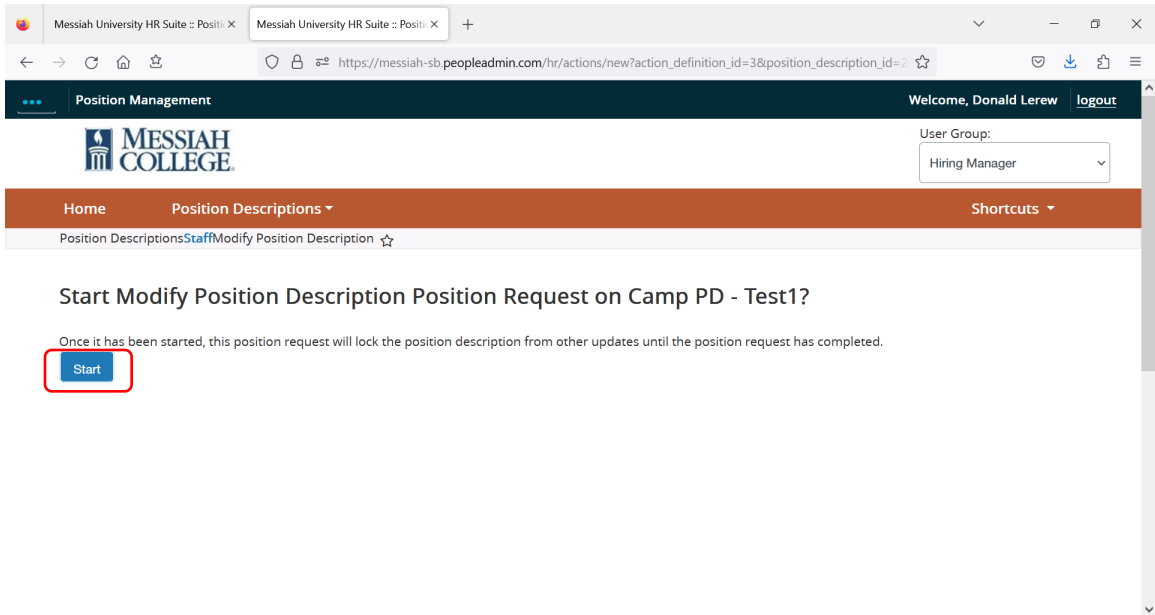 Messiah University HR Suite :: Positi
Messiah University HR Suite :: Positi
https://messiah-sb.peopleadmin.com/hr/actions/new?action_definition_id=3&position_description_id=2
Position Management
Welcome, Donald Lerew
logout
MESSIAH
COLLEGE.
User Group:
Hiring Manager
Home
Position Descriptions
Shortcuts
Position DescriptionsStaffModify Position Description
Start Modify Position Description Position Request on Camp PD - Test1?
Once it has been started, this position request will lock the position description from other updates until the position request has completed.
Start